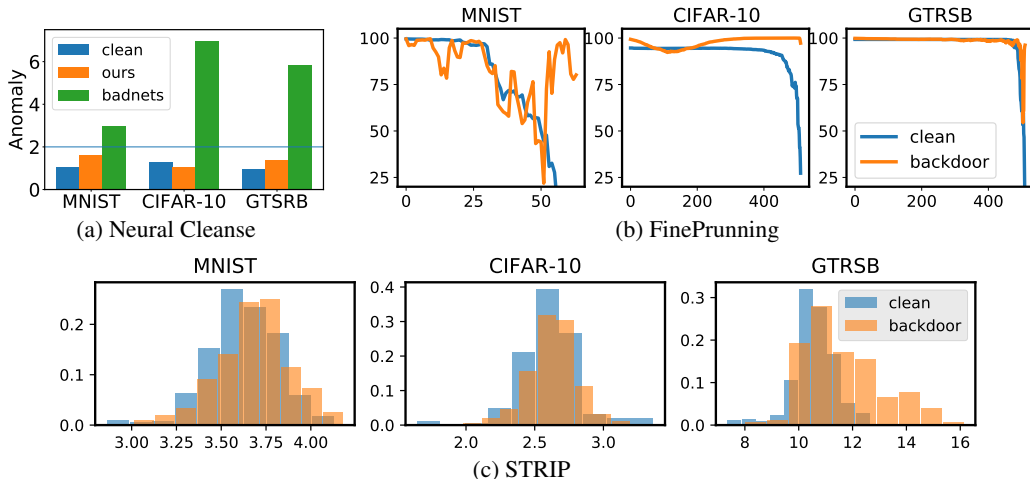 MNIST CIFAR-10 GTRSB
Anomaly
6
4
2
0
clean
ours
badnets
MNIST CIFAR-10 GTSRB
(a) Neural Cleanse
100
75
50
25
0 25 50
100
75
50
25
0 200 400
100
75
50
25
0 200 400
clean
backdoor
(b) FinePrunning
MNIST CIFAR-10 GTRSB
0.2
0.1
0.0
3.00 3.25 3.50 3.75 4.00
0.4
0.3
0.2
0.1
0.0
2.0 2.5 3.0
0.3
0.2
0.1
0.0
8 10 12 14 16
clean
backdoor
(c) STRIP